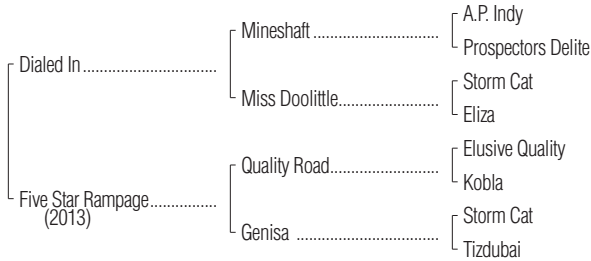 A.P. Indy
Mineshaft
Prospectors Delite
Dialed In
Storm Cat
Miss Doolittle
Eliza
Elusive Quality
Quality Road
Kobla
Five Star Rampage
(2013)
Storm Cat
Genisa
Tizdubai